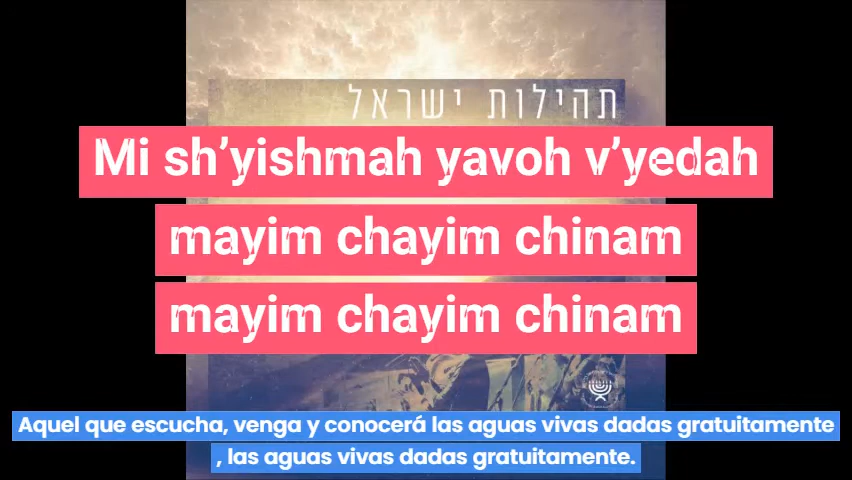 תהילות ישראל
Mi sh’yishmah yavoh v’yedah
mayim chayim chinam
mayim chayim chinam
Aquel que escucha, venga y conocerá las aguas vivas dadas gratuitamente
, las aguas vivas dadas gratuitamente.